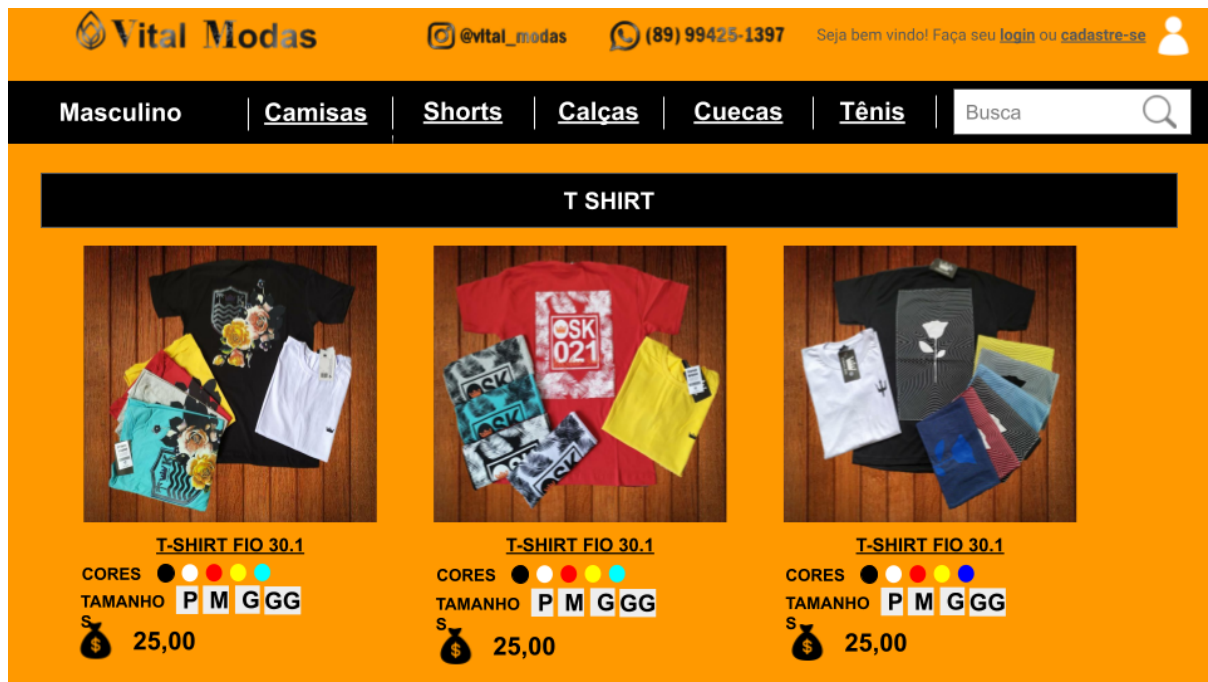 Vital Modas
@vital_modas
(89) 99425-1397
Seja bem vindo! Faça seu login ou cadastre-se
Masculino
Camisas
Shorts
Calças
Cuecas
Tênis
Busca
T SHIRT
OSK
021
OSK
OSK
OSK
T-SHIRT FIO 30.1
T-SHIRT FIO 30.1
T-SHIRT FIO 30.1
CORES
CORES
CORES
TAMANHO
S
P M G GG
TAMANHO
S
P M G GG
TAMANHO
S
P M G GG
$ 25,00
$ 25,00
$ 25,00